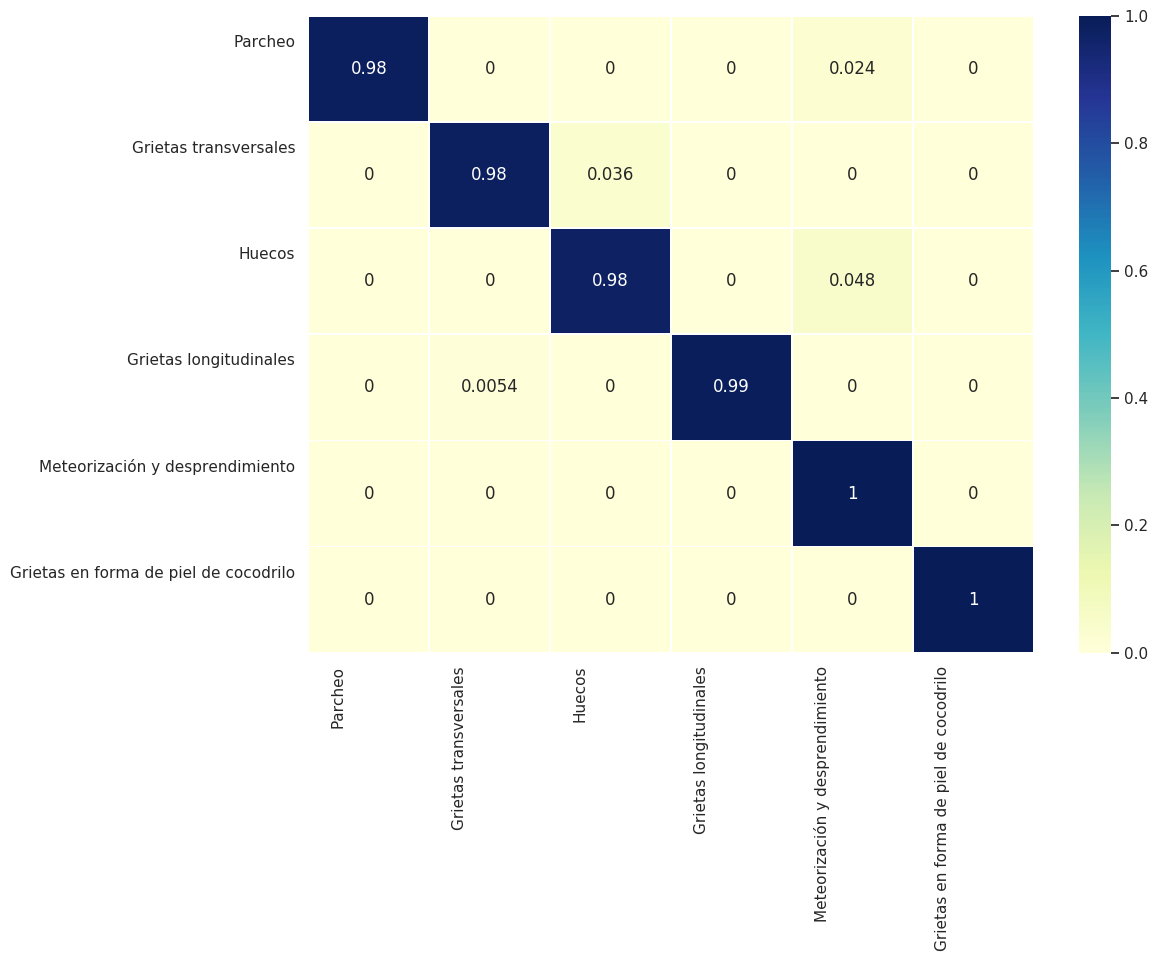 Parcheo 0.98 0 0 0 0.024 0
Grietas transversales 0 0.98 0.036 0 0 0
Huecos 0 0 0.98 0 0.048 0
Grietas longitudinales 0 0.0054 0 0.99 0 0
Meteorización y desprendimiento 0 0 0 0 1 0
Grietas en forma de piel de cocodrilo 0 0 0 0 0 1
Parcheo
Grietas transversales
Huecos
Grietas longitudinales
Meteorización y desprendimiento
Grietas en forma de piel de cocodrilo
1.0
0.8
0.6
0.4
0.2
0.0